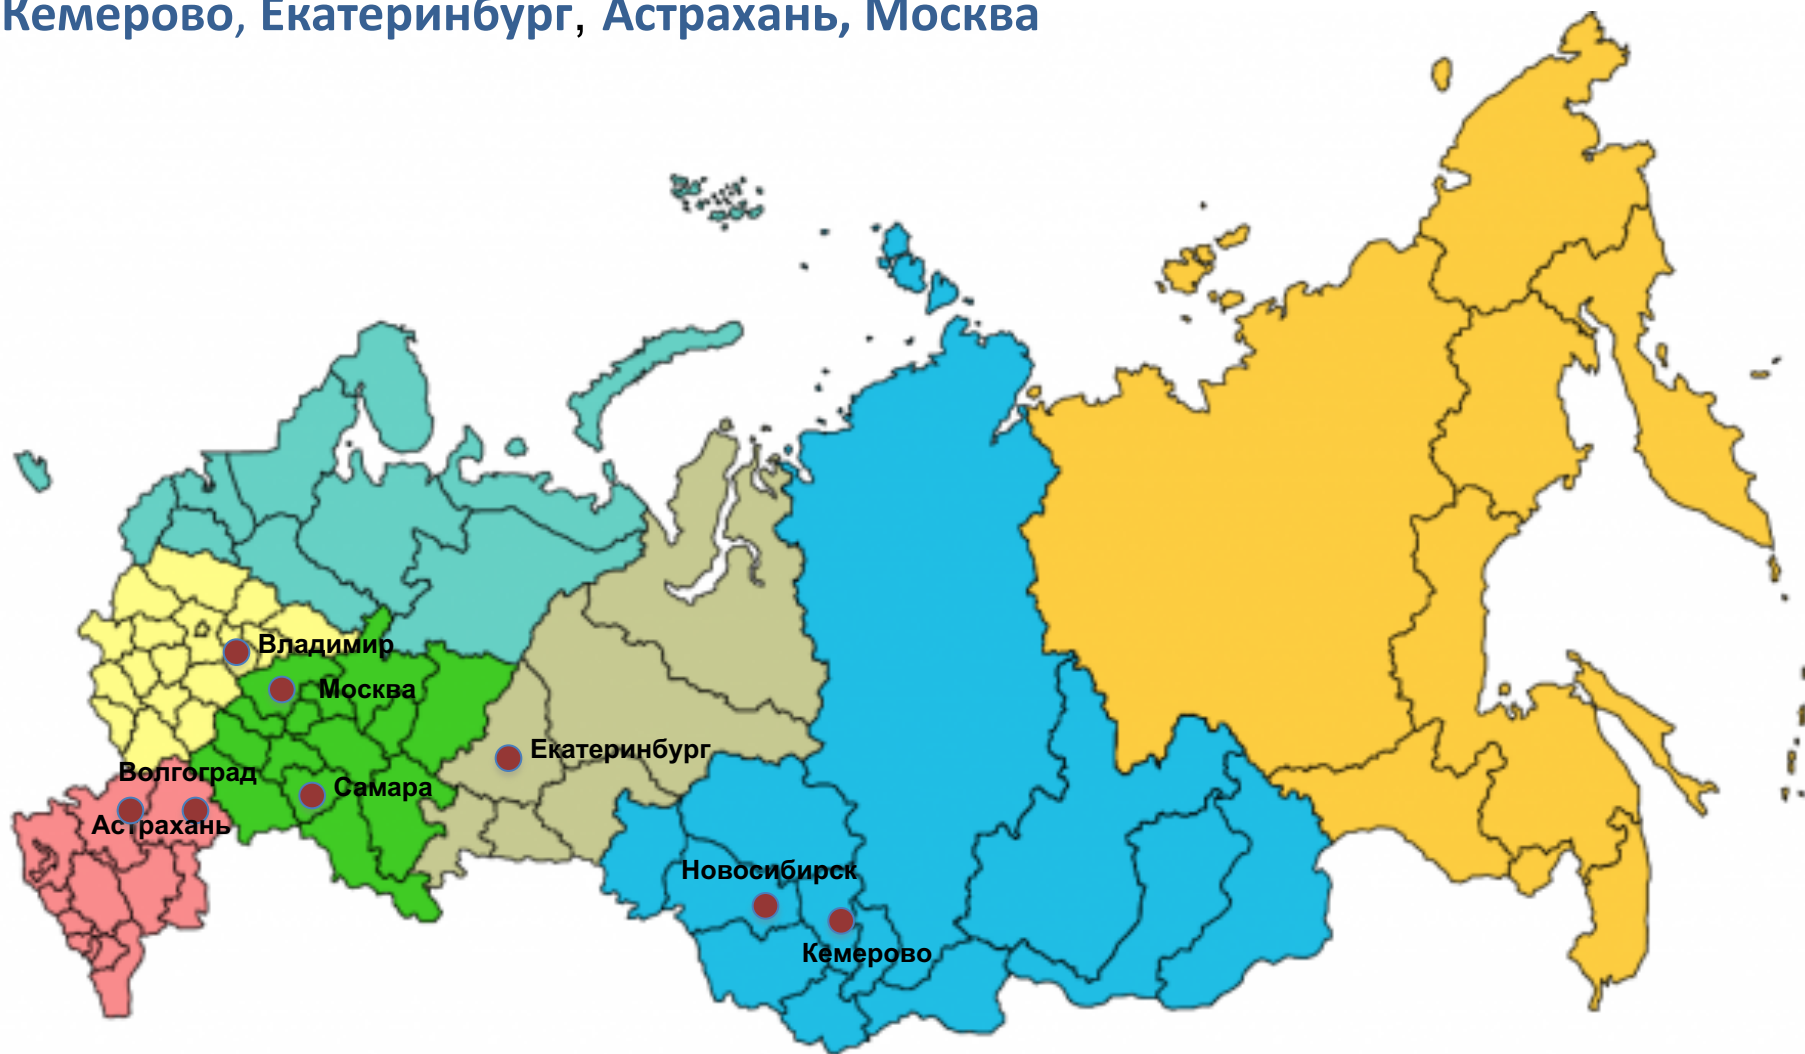 Кемерово, Екатеринбург, Астрахань, Москва
Владимир
Москва
Екатеринбург
Волгоград
Самара
Астрахань
Новосибирск
Кемерово